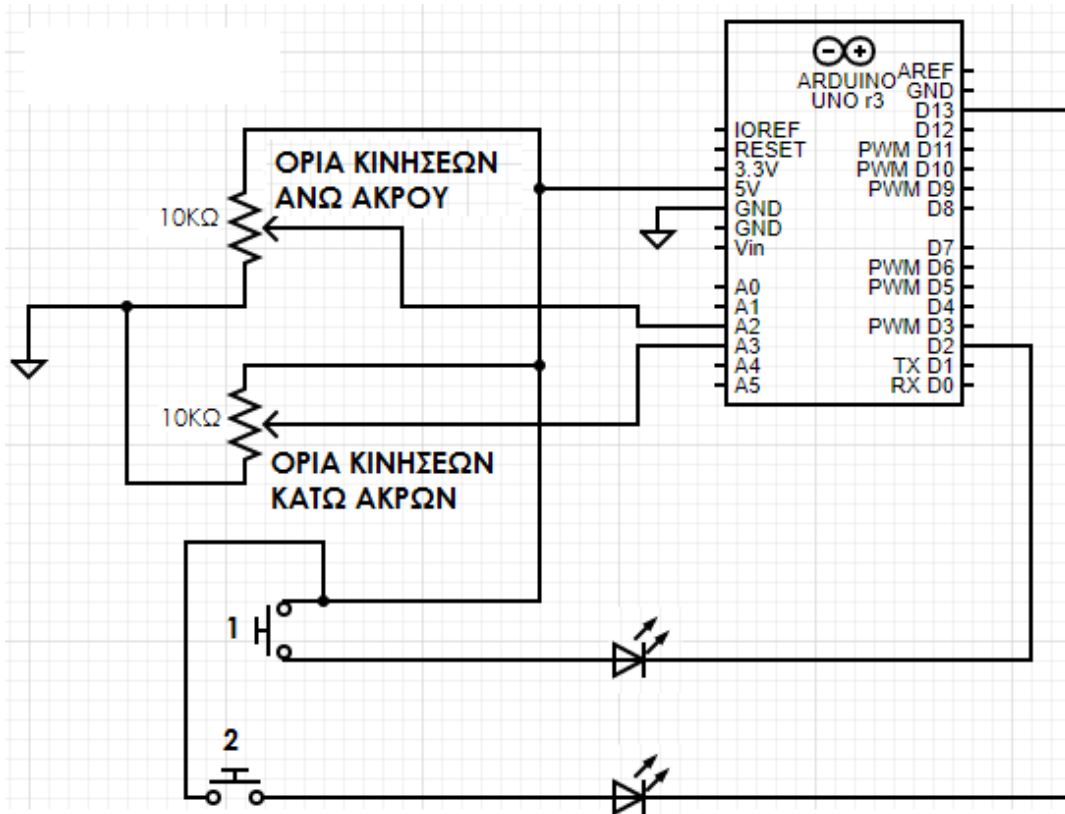 ARDUINO
UNO r3
AREF
GND
D13
D12
PWM D11
PWM D10
PWM D9
D8
D7
PWM D6
PWM D5
D4
PWM D3
D2
TX D1
RX D0
IOREF
RESET
3.3V
5V
GND
GND
Vin
A0
A1
A2
A3
A4
A5
ΟΡΙΑ ΚΙΝΗΣΕΩΝ
ΑΝΩ ΑΚΡΟΥ
10KΩ
10KΩ
ΟΡΙΑ ΚΙΝΗΣΕΩΝ
ΚΑΤΩ ΑΚΡΩΝ
1
2